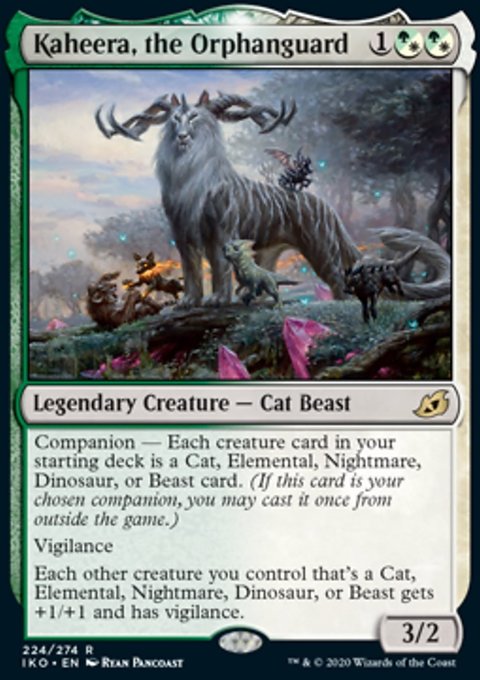 Kaheera, the Orphanguard 1
Legendary Creature — Cat Beast
Companion — Each creature card in your
starting deck is a Cat, Elemental, Nightmare,
Dinosaur, or Beast card. (If this card is your
chosen companion, you may cast it once from
outside the game.)
Vigilance
Each other creature you control that's a Cat,
Elemental, Nightmare, Dinosaur, or Beast gets
+1/+1 and has vigilance.
3/2
224/274 R
IKO • EN Ryan Pancoast
™ & © 2020 Wizards of the Coast